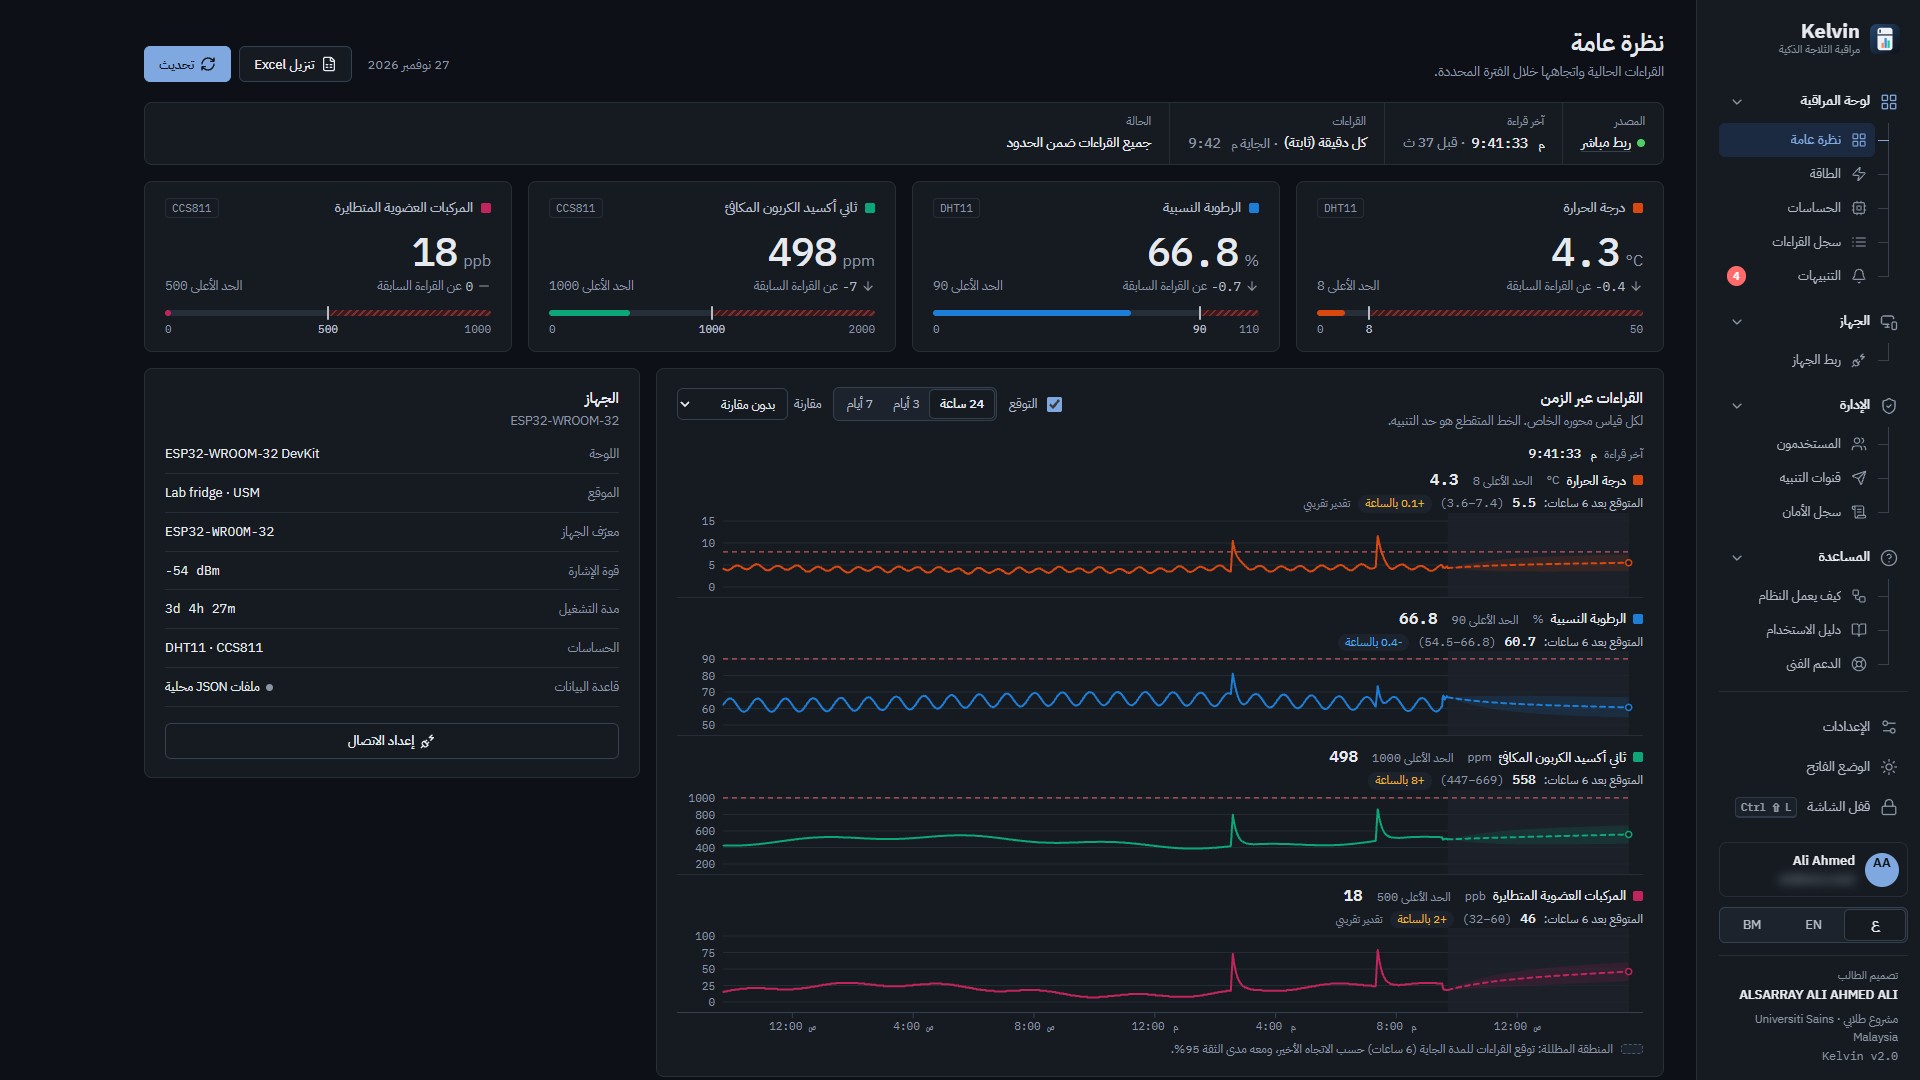 Kelvin
مراقبة الثلاجة الذكية
لوحة المراقبة
نظرة عامة
الطاقة
الحساسات
سجل القراءات
التنبيهات
4
الجهاز
ربط الجهاز
الإدارة
المستخدمون
قنوات التنبيه
سجل الأمان
المساعدة
كيف يعمل النظام
دليل الاستخدام
الدعم الفني
الإعدادات
الوضع الفاتح
قفل الشاشة Ctrl ⇧ L
AA Ali Ahmed
ع EN BM
تصميم الطالب
ALSARRAY ALI AHMED ALI
مشروع طلابي · Universiti Sains
Malaysia
Kelvin v2.0
نظرة عامة
القراءات الحالية واتجاهها خلال الفترة المحددة.
27 نوفمبر 2026
تنزيل Excel
تحديث
المصدر
ربط مباشر
آخر قراءة
9:41:33 م · قبل 37 ث
القراءات
كل دقيقة (ثابتة) · الجاية 9:42 م
الحالة
جميع القراءات ضمن الحدود
درجة الحرارة DHT11
4.3 °C
↓ -0.4 عن القراءة السابقة الحد الأعلى 8
0 8 50
الرطوبة النسبية DHT11
66.8 %
↓ -0.7 عن القراءة السابقة الحد الأعلى 90
0 90 110
ثاني أكسيد الكربون المكافئ CCS811
498 ppm
↓ -7 عن القراءة السابقة الحد الأعلى 1000
0 1000 2000
المركبات العضوية المتطايرة CCS811
18 ppb
— 0 عن القراءة السابقة الحد الأعلى 500
0 500 1000
القراءات عبر الزمن
لكل قياس محوره الخاص. الخط المتقطع هو حد التنبيه.
التوقع
24 ساعة 3 أيام 7 أيام
مقارنة بدون مقارنة
آخر قراءة 9:41:33 م
درجة الحرارة °C الحد الأعلى 8 4.3
المتوقع بعد 6 ساعات: 5.5 (3.6–7.4) +0.1 بالساعة تقدير تقريبي
15
10
5
0
الرطوبة النسبية % الحد الأعلى 90 66.8
المتوقع بعد 6 ساعات: 60.7 (54.5–66.8) -0.4 بالساعة
90
80
70
60
50
ثاني أكسيد الكربون المكافئ ppm الحد الأعلى 1000 498
المتوقع بعد 6 ساعات: 558 (447–669) +8 بالساعة
1000
800
600
400
200
المركبات العضوية المتطايرة ppb الحد الأعلى 500 18
المتوقع بعد 6 ساعات: 46 (32–60) +2 بالساعة تقدير تقريبي
100
75
50
25
0
12:00 ص 4:00 ص 8:00 ص 12:00 م 4:00 م 8:00 م 12:00 ص
المنطقة المظللة: توقع القراءات للمدة الجاية (6 ساعات) حسب الاتجاه الأخير، ومعه مدى الثقة 95%.
الجهاز
ESP32-WROOM-32
اللوحة ESP32-WROOM-32 DevKit
الموقع Lab fridge · USM
معرّف الجهاز ESP32-WROOM-32
قوة الإشارة -54 dBm
مدة التشغيل 3d 4h 27m
الحساسات DHT11 · CCS811
قاعدة البيانات ملفات JSON محلية
إعداد الاتصال